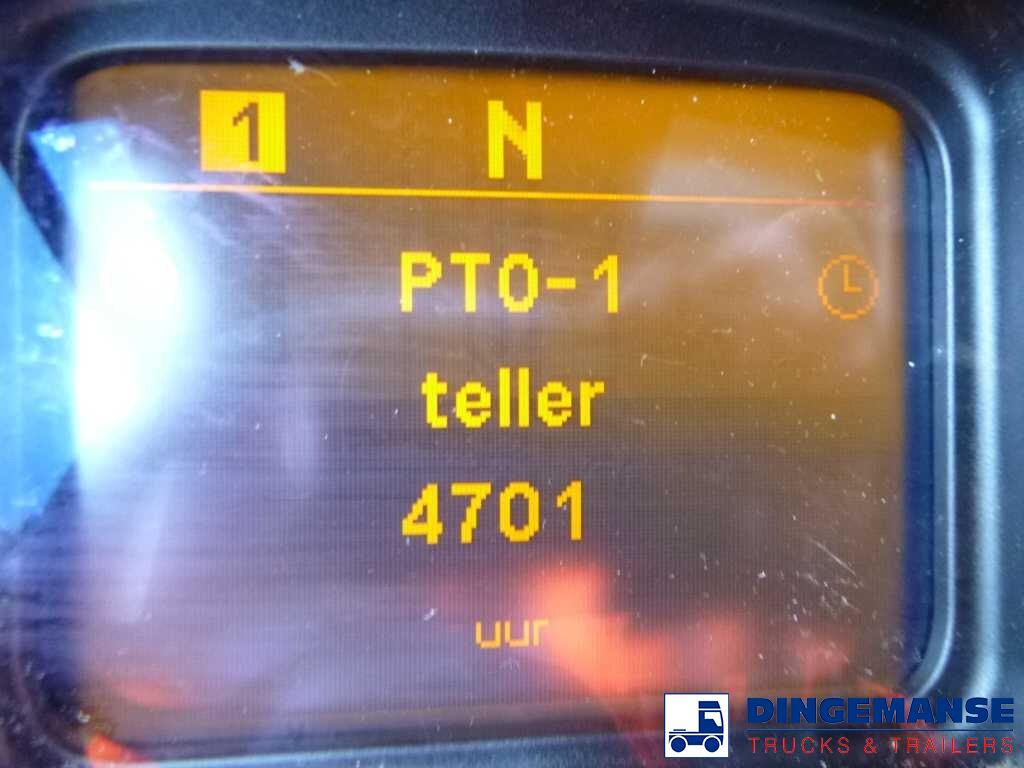 1 N
PTO-1
teller
4701
uur
DINGEMANSE
TRUCKS & TRAILERS